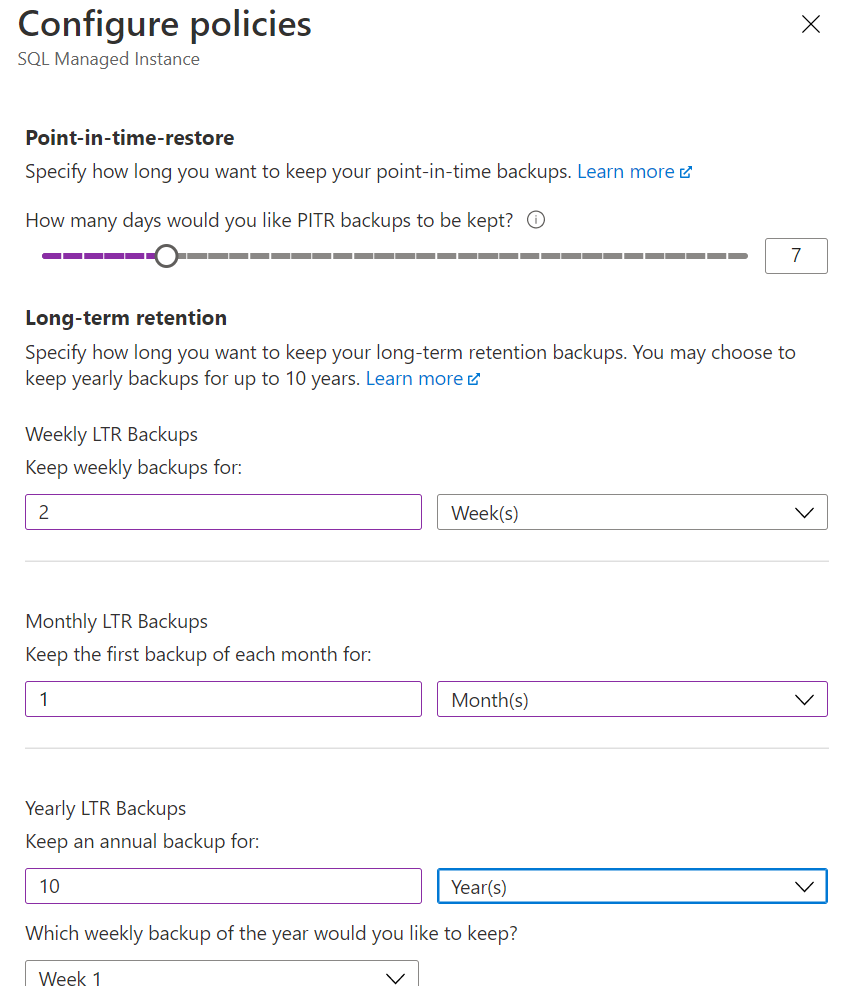 Configure policies
SQL Managed Instance
Point-in-time-restore
Specify how long you want to keep your point-in-time backups. Learn more
How many days would you like PITR backups to be kept?
7
Long-term retention
Specify how long you want to keep your long-term retention backups. You may choose to
keep yearly backups for up to 10 years. Learn more
Weekly LTR Backups
Keep weekly backups for:
2 Week(s)
Monthly LTR Backups
Keep the first backup of each month for:
1 Month(s)
Yearly LTR Backups
Keep an annual backup for:
10 Year(s)
Which weekly backup of the year would you like to keep?
Week 1